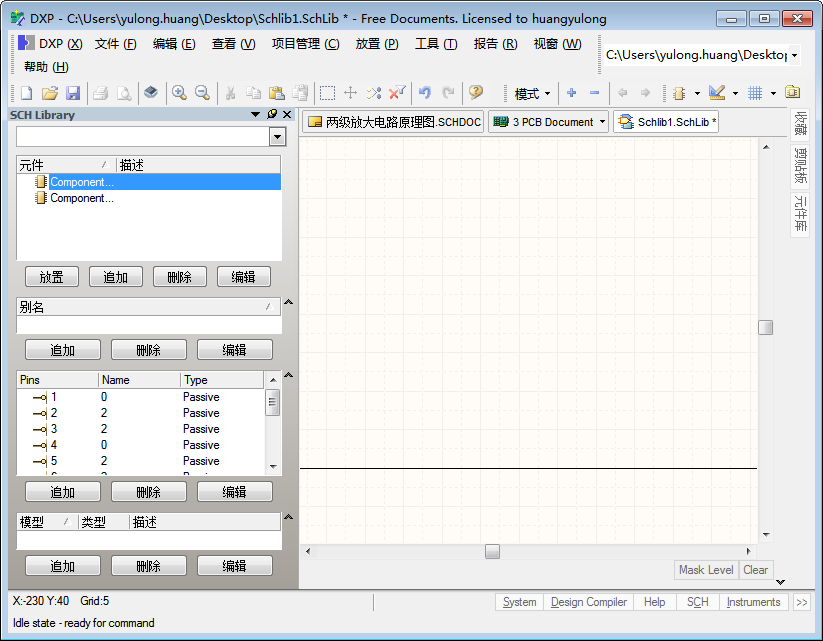 DXP - C:\Users\yulong.huang\Desktop\Schlib1.SchLib * - Free Documents. Licensed to huangyulong
DXP (X) 文件 (F) 编辑 (E) 查看 (V) 项目管理 (C) 放置 (P) 工具 (T) 报告 (R) 视窗 (W)
C:\Users\yulong.huang\Desktop
帮助 (H)
模式
SCH Library
两级放大电路原理图.SCHDOC
3 PCB Document
Schlib1.SchLib *
收藏
剪贴板
元件库
元件 描述
Component...
Component...
放置 追加 删除 编辑
别名
追加 删除 编辑
Pins Name Type
1 0 Passive
2 2 Passive
3 2 Passive
4 0 Passive
5 2 Passive
追加 删除 编辑
模型 类型 描述
追加 删除 编辑
Mask Level Clear
X:-230 Y:40 Grid:5
System Design Compiler Help SCH Instruments >>
Idle state - ready for command